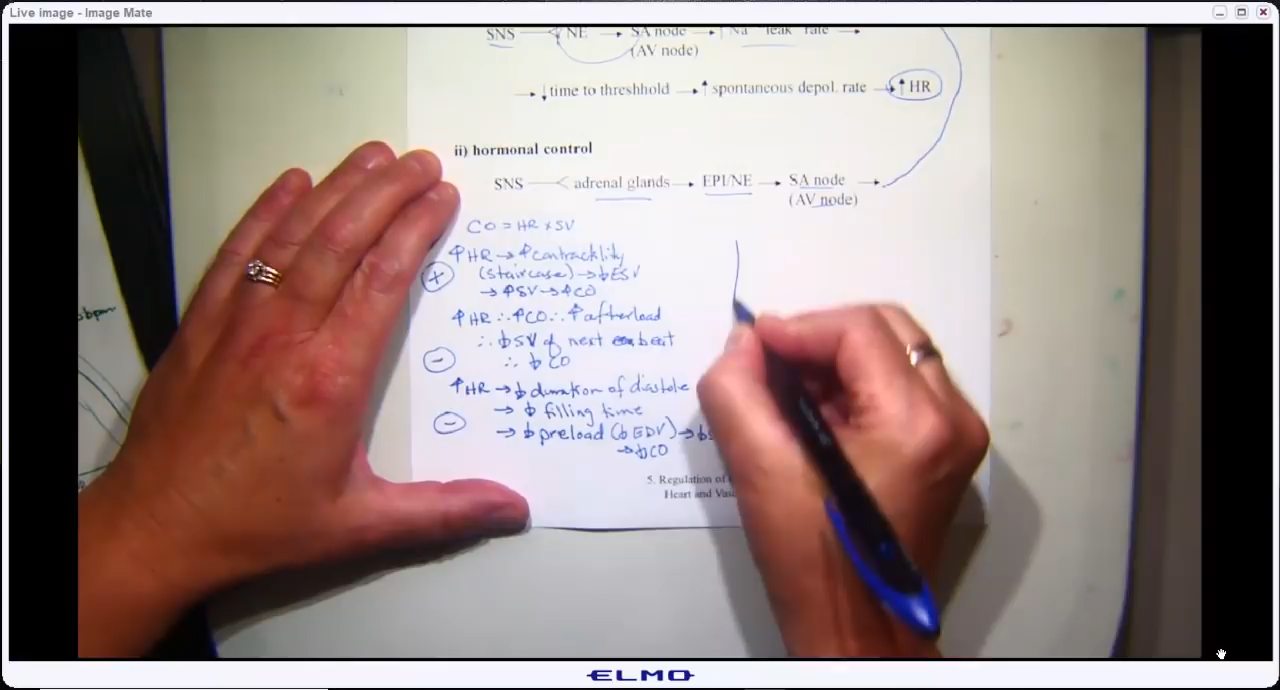 Live image - Image Mate
SNS NE → SA node → ↑ Na leak rate →
(AV node)
→ ↓ time to threshhold → ↑ spontaneous depol. rate → ↑ HR
ii) hormonal control
SNS —< adrenal glands → EPI/NE → SA node →
(AV node)
CO = HR x SV
↑HR → ↑contracklity
(staircase) → ↓ESV
+ → ↑SV → ↑CO
↑HR ∴ ↑CO ∴ ↑afterload
∴ ↓SV of next beat
- ∴ ↓ CO
↑HR → ↓ duration of diastole
→ ↓ filling time
- → ↓ preload (↓ EDV) →
→ ↓CO
5. Regulation of
Heart and
ELMO